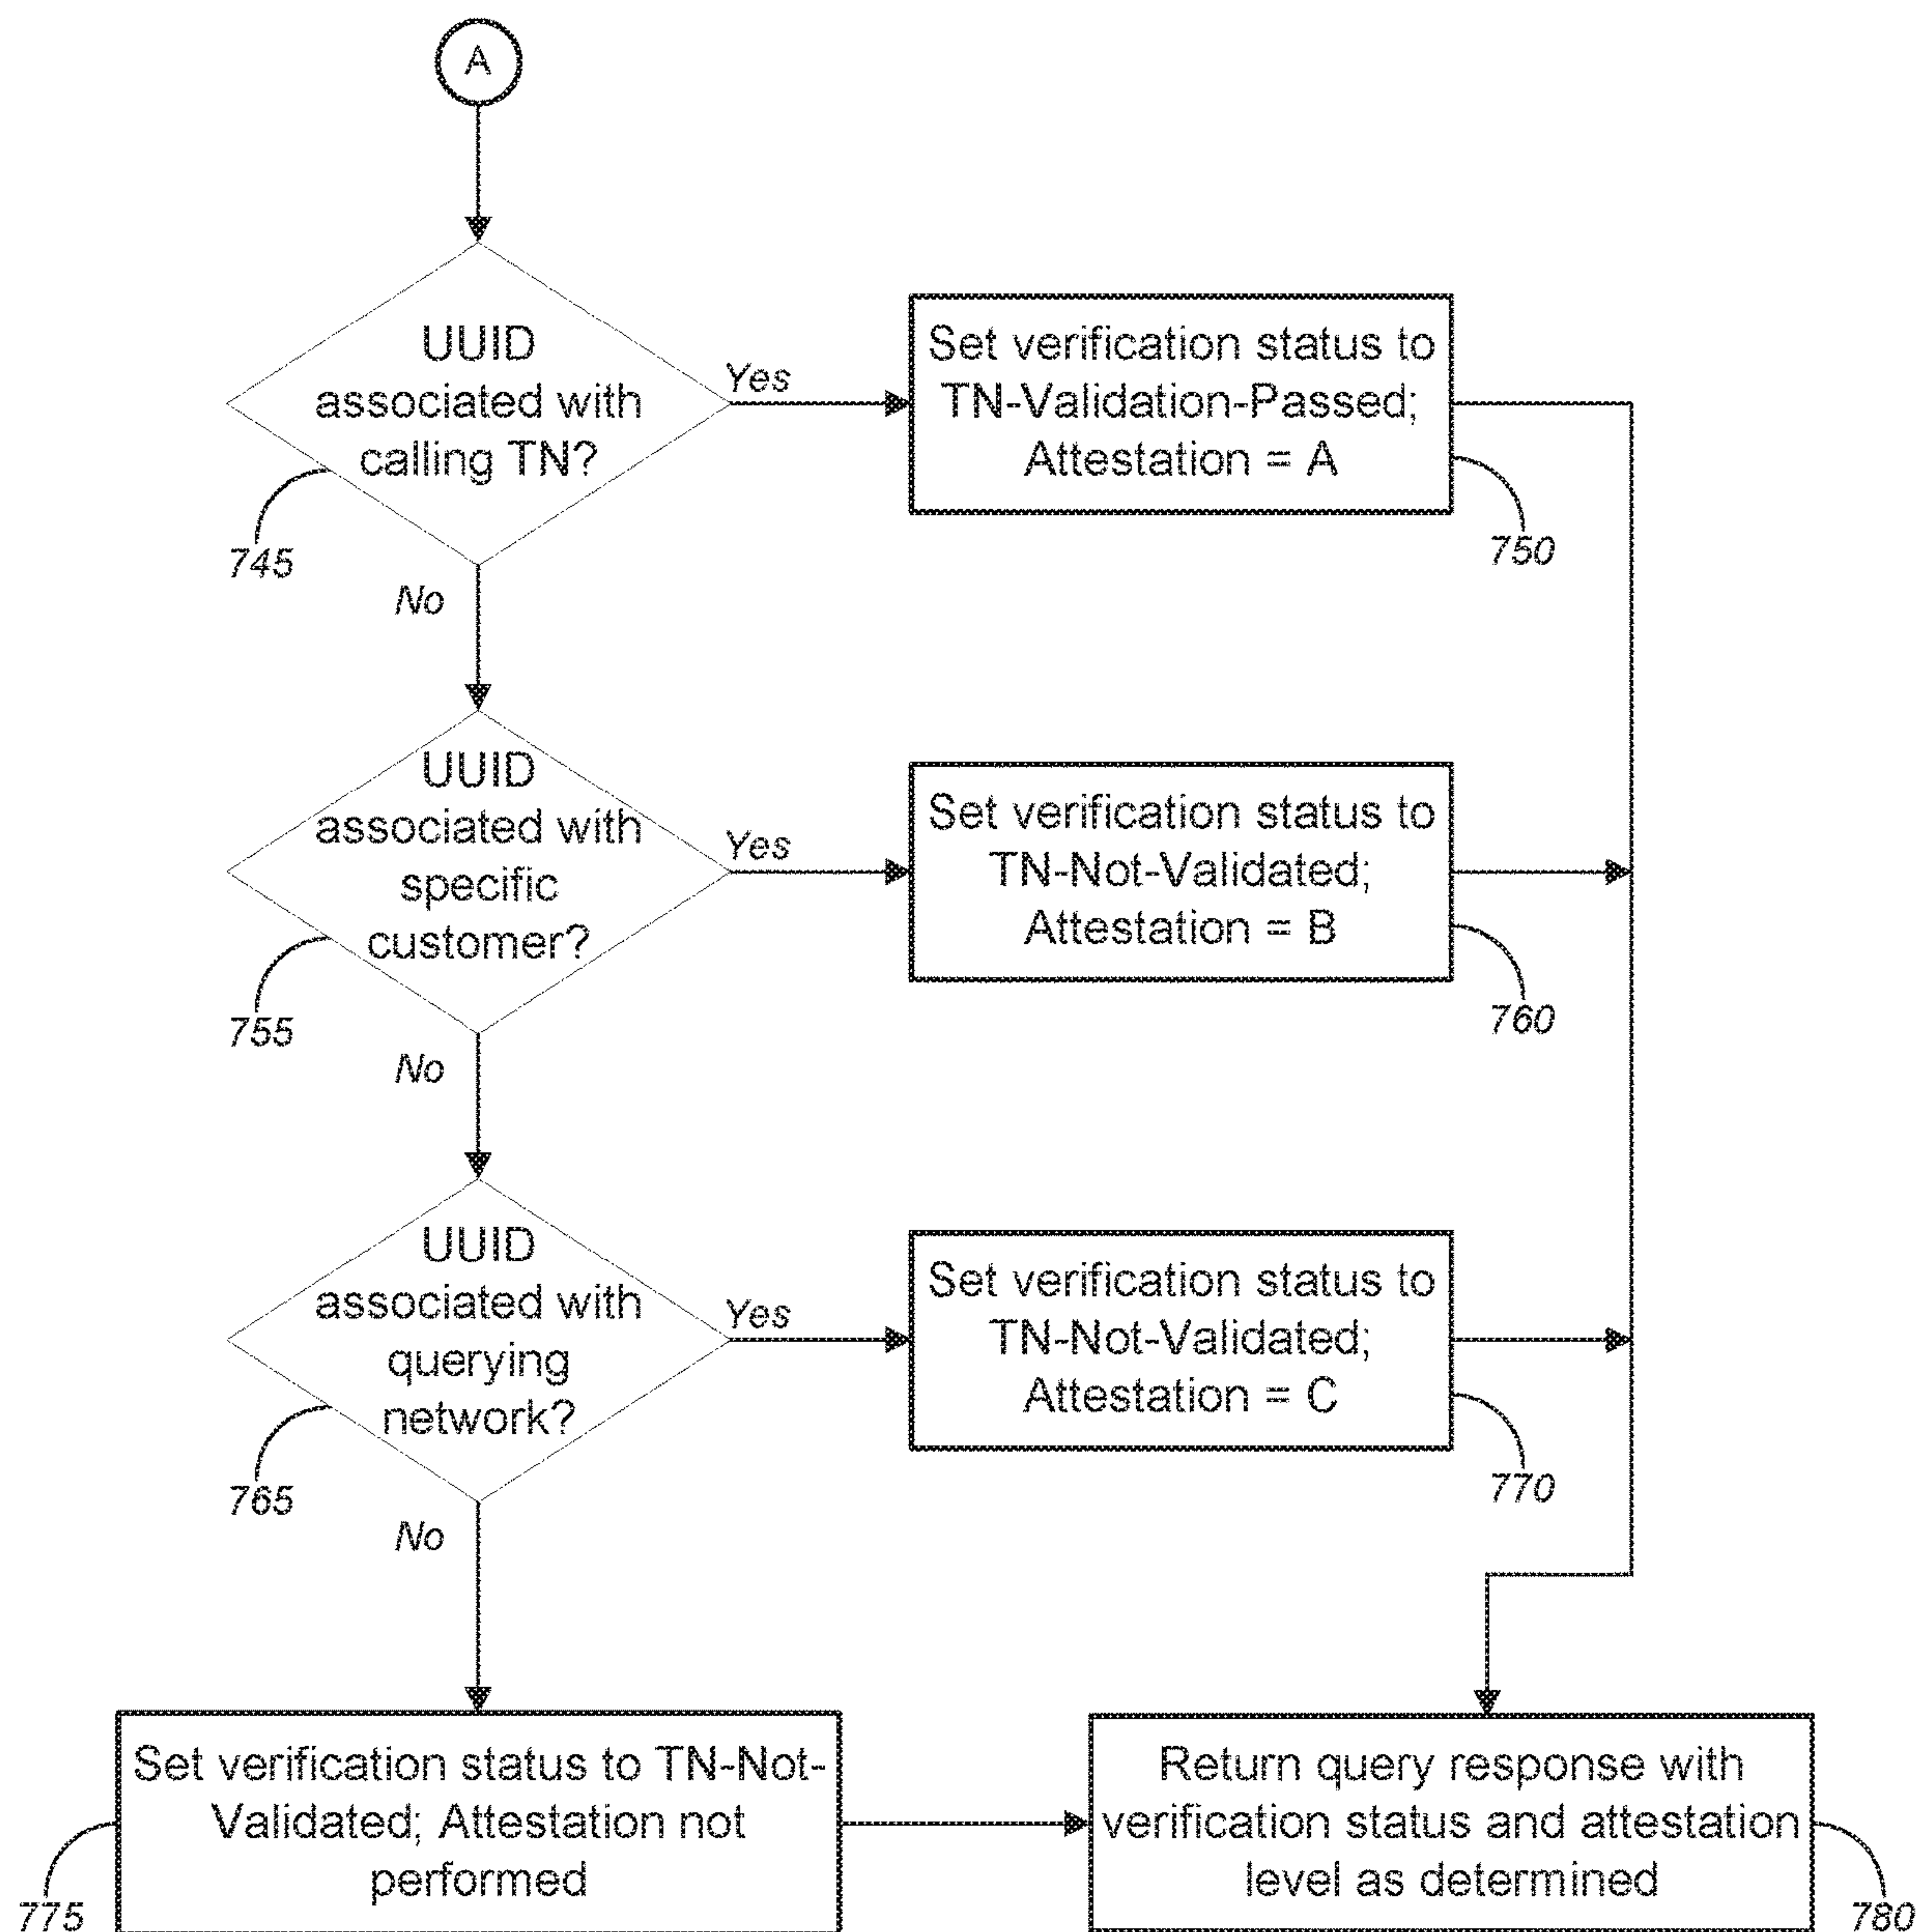 A
UUID
associated with
calling TN?
745
Yes
No
Set verification status to
TN-Validation-Passed;
Attestation = A
750
UUID
associated with
specific
customer?
755
Yes
No
Set verification status to
TN-Not-Validated;
Attestation = B
760
UUID
associated with
querying
network?
765
Yes
No
Set verification status to
TN-Not-Validated;
Attestation = C
770
Set verification status to TN-Not-
Validated; Attestation not
performed
775
Return query response with
verification status and attestation
level as determined
780